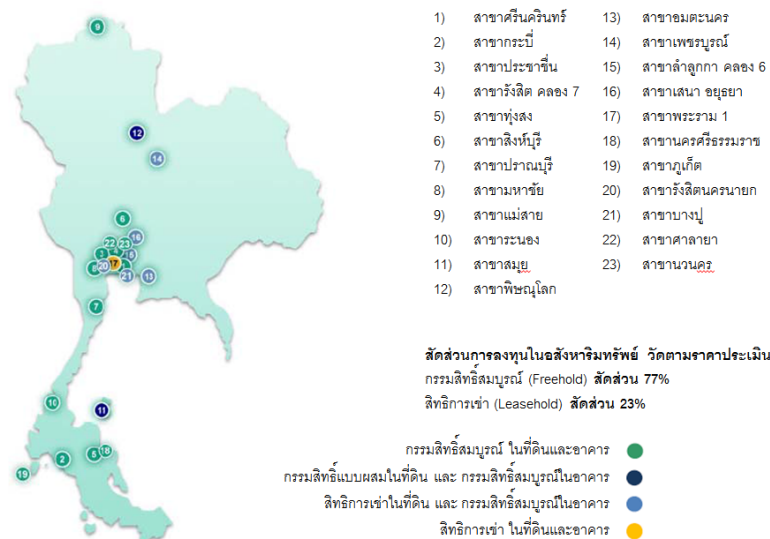 1) สาขาศรีนครินทร์
2) สาขากระบี่
3) สาขาประชาชื่น
4) สาขารังสิต คลอง 7
5) สาขาทุ่งสง
6) สาขาสิงห์บุรี
7) สาขาปราณบุรี
8) สาขามหาชัย
9) สาขาแม่สาย
10) สาขาระนอง
11) สาขาสมุย
12) สาขาพิษณุโลก
13) สาขาอมตะนคร
14) สาขาเพชรบูรณ์
15) สาขาลำลูกกา คลอง 6
16) สาขาเสนา อยุธยา
17) สาขาพระราม 1
18) สาขานครศรีธรรมราช
19) สาขาภูเก็ต
20) สาขารังสิตนครนายก
21) สาขาบางปู
22) สาขาศาลายา
23) สาขานวนคร
สัดส่วนการลงทุนในอสังหาริมทรัพย์ วัดตามราคาประเมิน
กรรมสิทธิ์สมบูรณ์ (Freehold) สัดส่วน 77%
สิทธิการเช่า (Leasehold) สัดส่วน 23%
กรรมสิทธิ์สมบูรณ์ ในที่ดินและอาคาร
กรรมสิทธิ์แบบผสมในที่ดิน และ กรรมสิทธิ์สมบูรณ์ในอาคาร
สิทธิการเช่าในที่ดิน และ กรรมสิทธิ์สมบูรณ์ในอาคาร
สิทธิการเช่า ในที่ดินและอาคาร
9
12
14
6
16
22 23
17
8 20
21 13
7
10
11
5 18
2
19